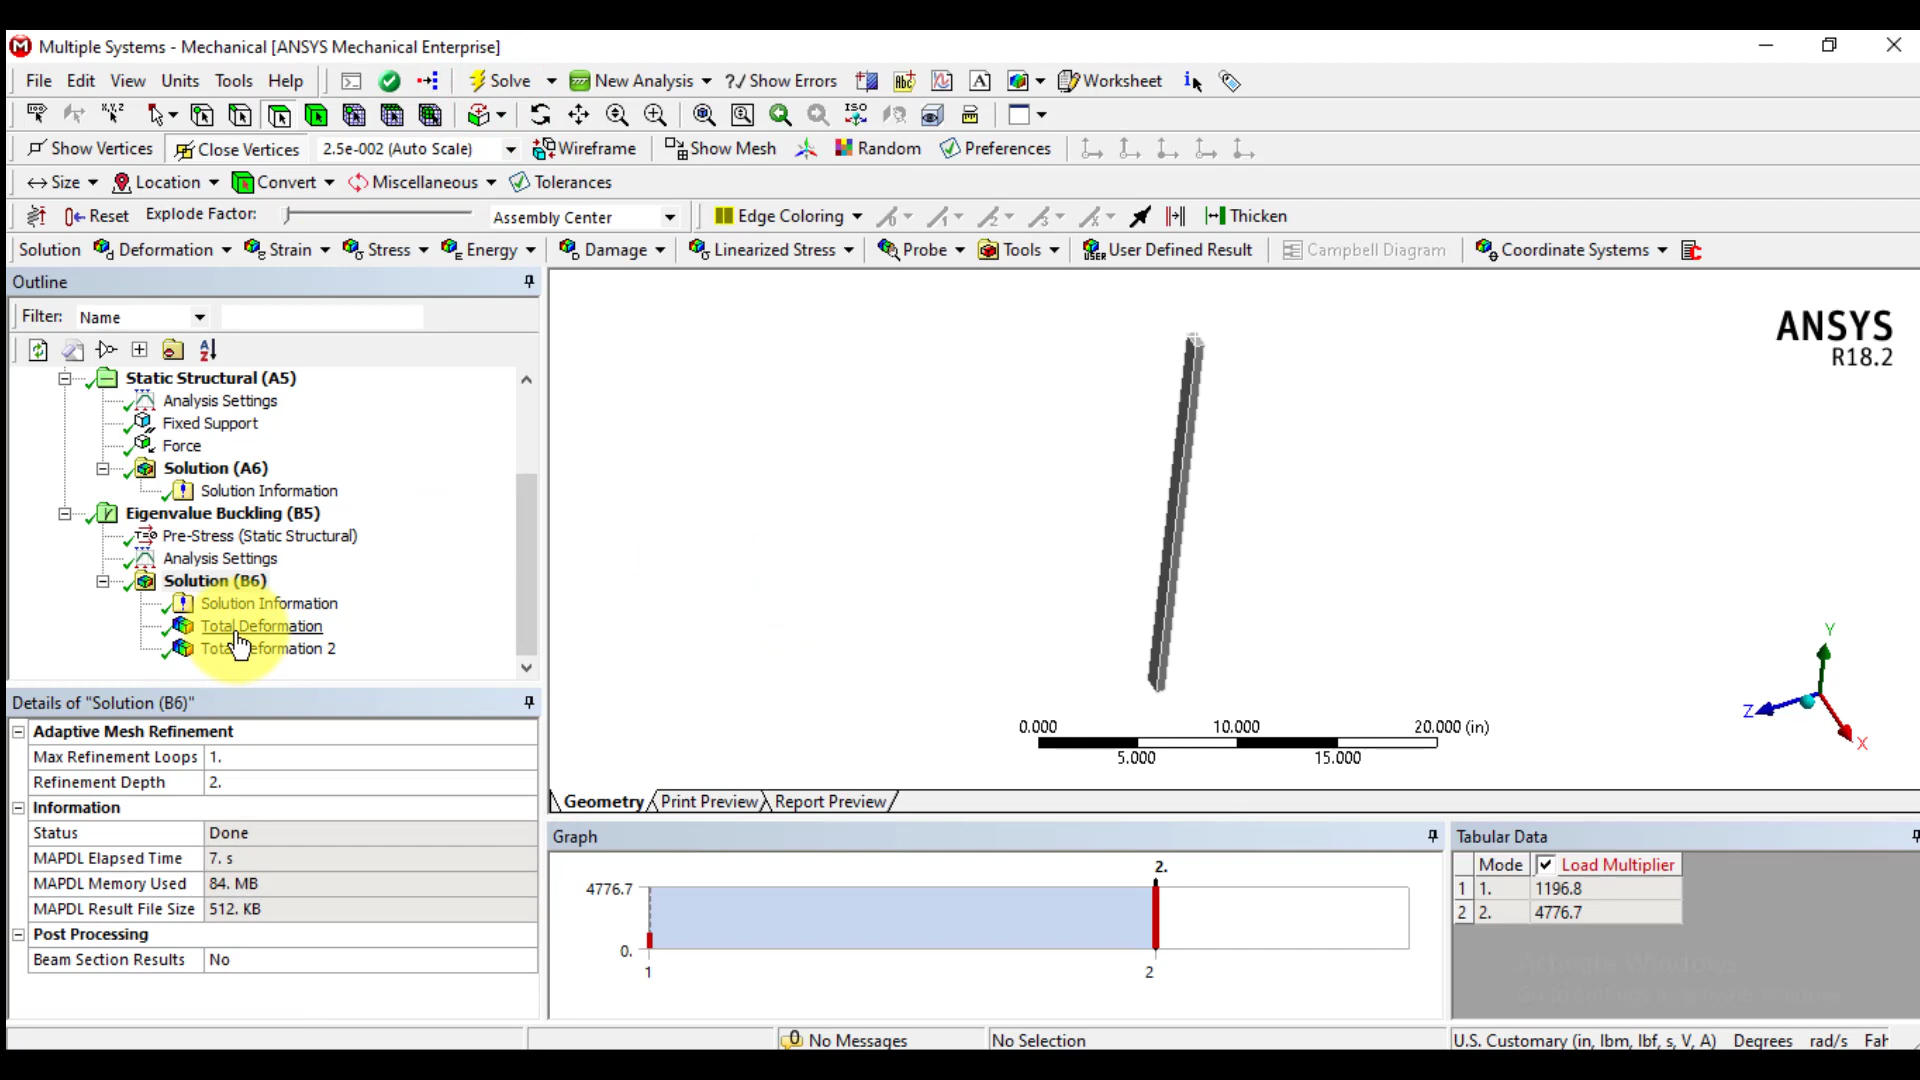 Multiple Systems - Mechanical [ANSYS Mechanical Enterprise]
File Edit View Units Tools Help Solve New Analysis ?/ Show Errors Abc A Worksheet i
X,Y,Z ISO
Show Vertices Close Vertices 2.5e-002 (Auto Scale) Wireframe Show Mesh Random Preferences
Size Location Convert Miscellaneous Tolerances
Reset Explode Factor: Assembly Center Edge Coloring Thicken
Solution Deformation Strain Stress Energy Damage Linearized Stress Probe Tools User Defined Result Campbell Diagram Coordinate Systems
Outline
Filter: Name
Static Structural (A5)
Analysis Settings
Fixed Support
Force
Solution (A6)
Solution Information
Eigenvalue Buckling (B5)
Pre-Stress (Static Structural)
Analysis Settings
Solution (B6)
Solution Information
Total Deformation
Total Deformation 2
Details of "Solution (B6)"
Adaptive Mesh Refinement
Max Refinement Loops 1.
Refinement Depth 2.
Information
Status Done
MAPDL Elapsed Time 7. s
MAPDL Memory Used 84. MB
MAPDL Result File Size 512. KB
Post Processing
Beam Section Results No
ANSYS
R18.2
Y
Z
X
0.000 10.000 20.000 (in)
5.000 15.000
Geometry Print Preview Report Preview
Graph
2.
4776.7
0.
1 2
Tabular Data
Mode Load Multiplier
1 1. 1196.8
2 2. 4776.7
Activate Windows
0 No Messages No Selection U.S. Customary (in, lbm, lbf, s, V, A) Degrees rad/s Fah